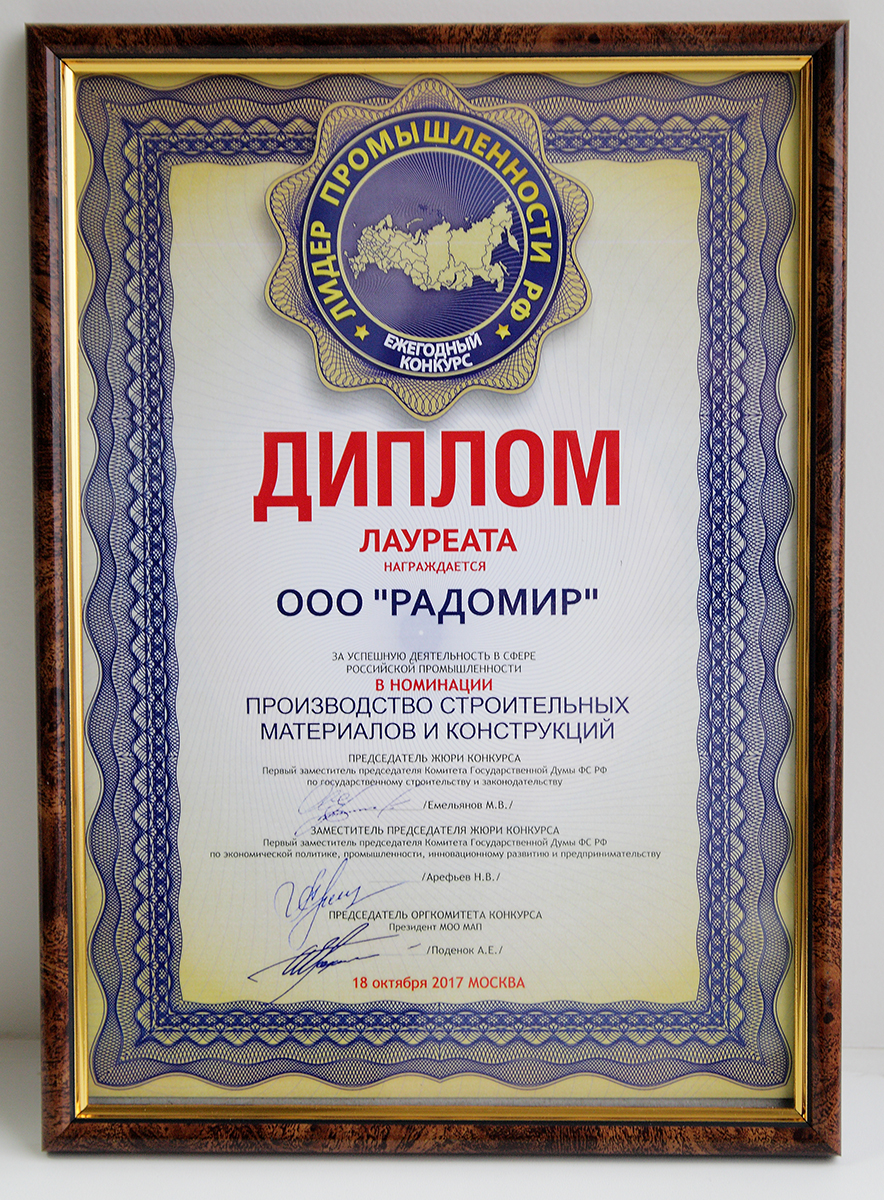 ЛИДЕР ПРОМЫШЛЕННОСТИ РФ
ЕЖЕГОДНЫЙ
КОНКУРС
ДИПЛОМ
ЛАУРЕАТА
НАГРАЖДАЕТСЯ
ООО "РАДОМИР"
ЗА УСПЕШНУЮ ДЕЯТЕЛЬНОСТЬ В СФЕРЕ
РОССИЙСКОЙ ПРОМЫШЛЕННОСТИ
В НОМИНАЦИИ
ПРОИЗВОДСТВО СТРОИТЕЛЬНЫХ
МАТЕРИАЛОВ И КОНСТРУКЦИЙ
ПРЕДСЕДАТЕЛЬ ЖЮРИ КОНКУРСА
Первый заместитель председателя Комитета Государственной Думы ФС РФ
по государственному строительству и законодательству
/Емельянов М.В./
ЗАМЕСТИТЕЛЬ ПРЕДСЕДАТЕЛЯ ЖЮРИ КОНКУРСА
Первый заместитель председателя Комитета Государственной Думы ФС РФ
по экономической политике, промышленности, инновационному развитию и предпринимательству
/Арефьев Н.В./
ПРЕДСЕДАТЕЛЬ ОРГКОМИТЕТА КОНКУРСА
Президент МОО МАП
/Поденок А.Е./
18 октября 2017 МОСКВА